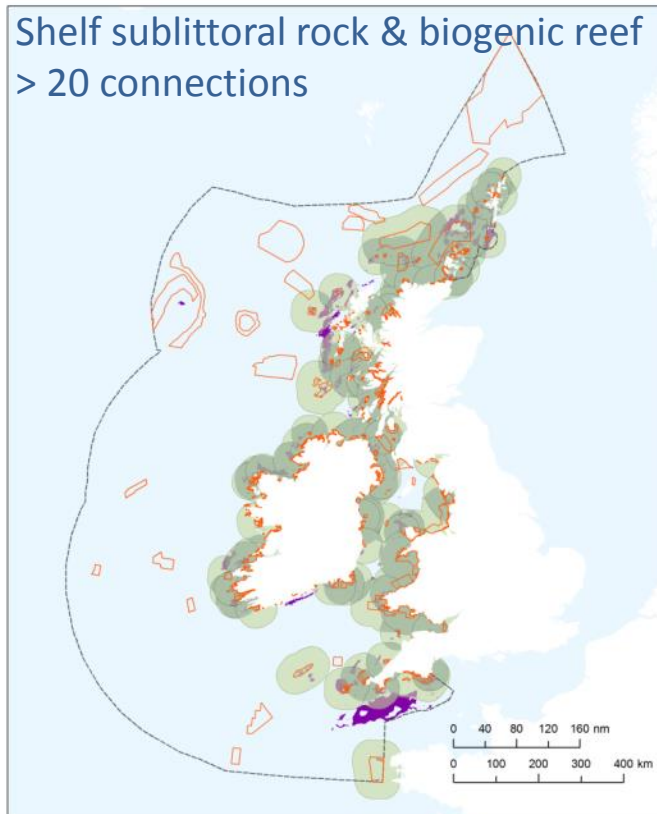 Shelf sublittoral rock & biogenic reef
> 20 connections
0 40 80 120 160 nm
0 100 200 300 400 km